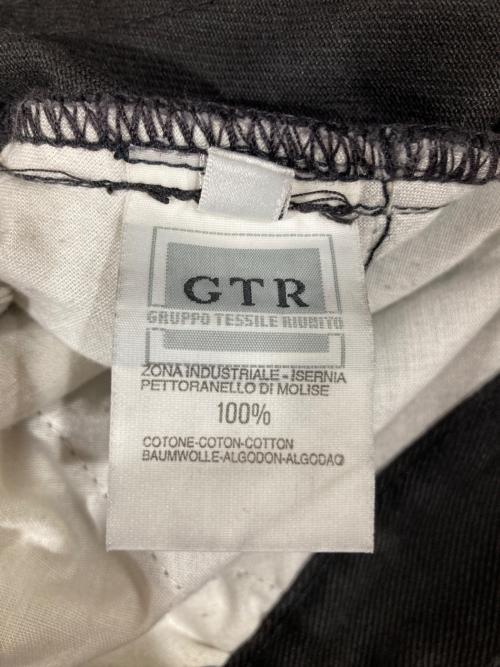 GTR
GRUPPO TESSILE RIUNITO
ZONA INDUSTRIALE - ISERNIA
PETTORANELLO DI MOLISE
100%
COTONE-COTON-COTTON
BAUMWOLLE-ALGODON-ALGODAO